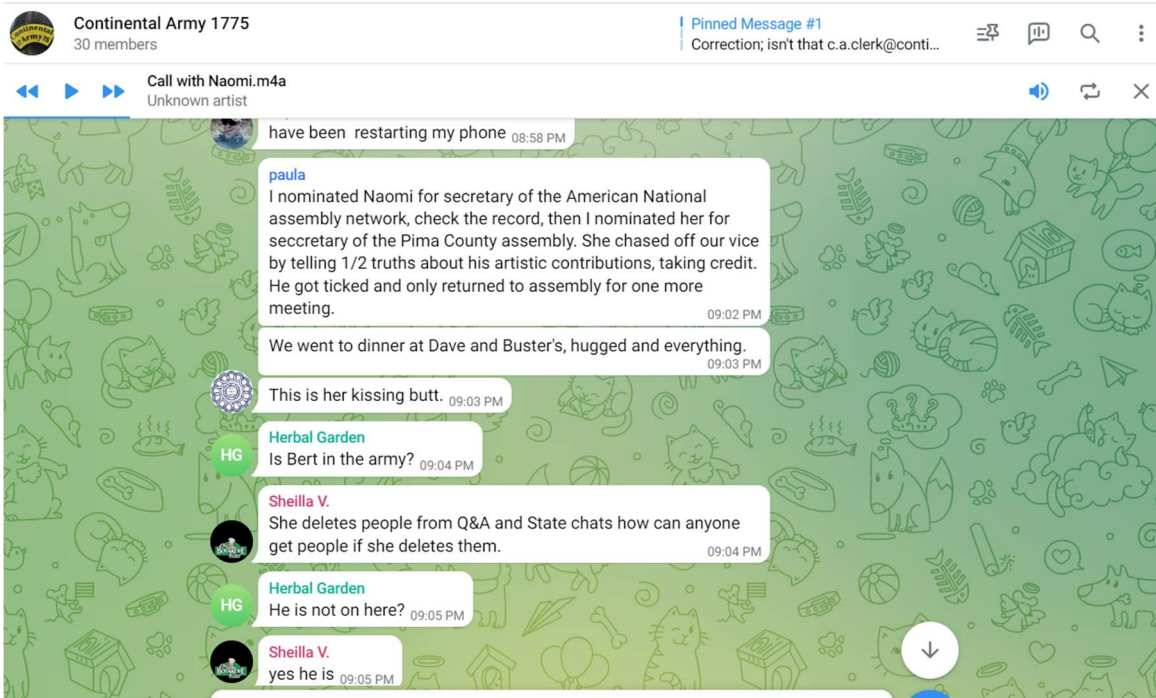 Continental Army 1775
30 members
Pinned Message #1
Correction; isn't that c.a.clerk@conti...
Call with Naomi.m4a
Unknown artist
have been restarting my phone 08:58 PM
paula
I nominated Naomi for secretary of the American National
assembly network, check the record, then I nominated her for
seccretary of the Pima County assembly. She chased off our vice
by telling 1/2 truths about his artistic contributions, taking credit.
He got ticked and only returned to assembly for one more
meeting. 09:02 PM
We went to dinner at Dave and Buster's, hugged and everything.
09:03 PM
This is her kissing butt. 09:03 PM
HG
Herbal Garden
Is Bert in the army? 09:04 PM
Sheilla V.
She deletes people from Q&A and State chats how can anyone
get people if she deletes them. 09:04 PM
HG
Herbal Garden
He is not on here? 09:05 PM
Sheilla V.
yes he is 09:05 PM